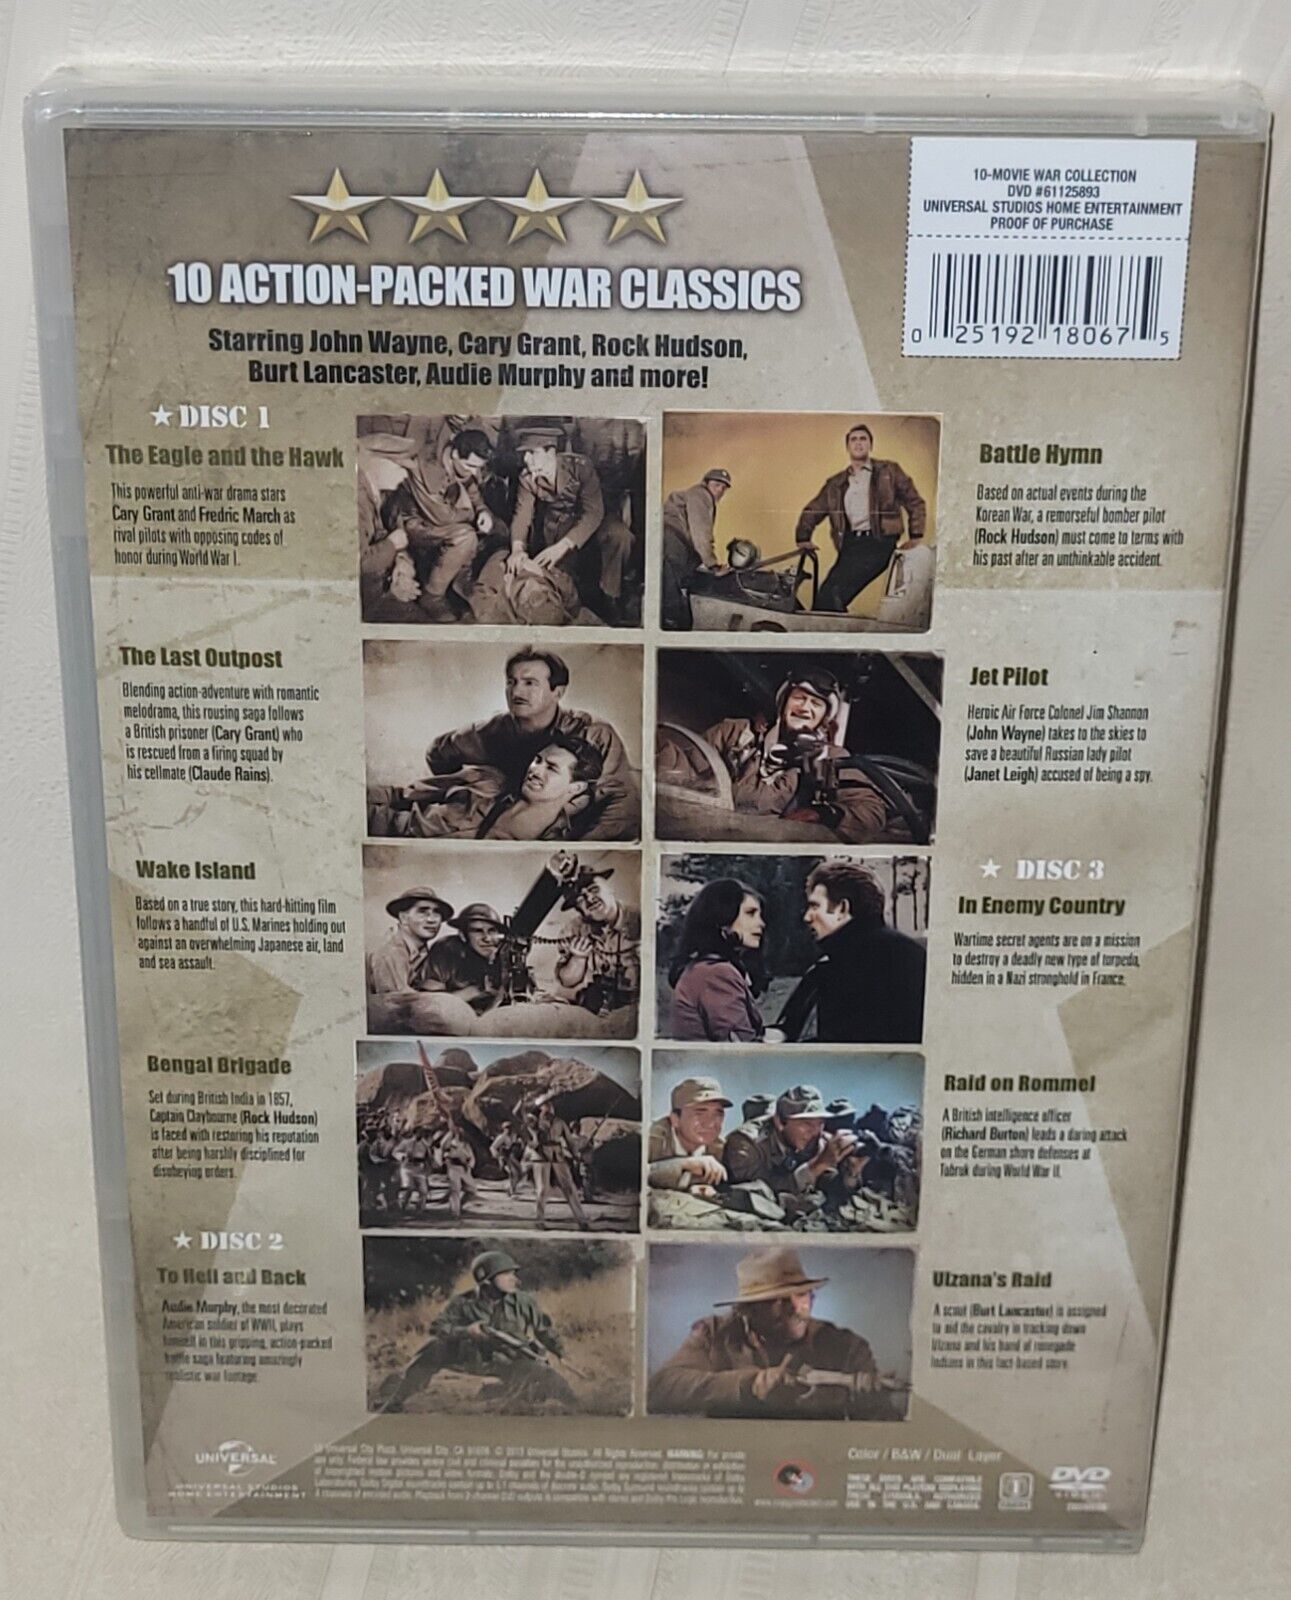 10-MOVIE WAR COLLECTION
DVD #61125893
UNIVERSAL STUDIOS HOME ENTERTAINMENT
PROOF OF PURCHASE
0 25192 18067 5
10 ACTION-PACKED WAR CLASSICS
Starring John Wayne, Cary Grant, Rock Hudson,
Burt Lancaster, Audie Murphy and more!
★ DISC 1
The Eagle and the Hawk
This powerful anti-war drama stars
Cary Grant and Fredric March as
rival pilots with opposing codes of
honor during World War I.
The Last Outpost
Blending action-adventure with romantic
melodrama, this rousing saga follows
a British prisoner (Cary Grant) who
is rescued from a firing squad by
his cellmate (Claude Rains).
Wake Island
Based on a true story, this hard-hitting film
follows a handful of U.S. Marines holding out
against an overwhelming Japanese air, land
and sea assault.
Bengal Brigade
Set during British India in 1857,
Captain Claybourne (Rock Hudson)
is faced with restoring his reputation
after being harshly disciplined for
disobeying orders.
★ DISC 2
To Hell and Back
Audie Murphy, the most decorated
American soldier of WWII, plays
himself in this gripping, action-packed
battle saga featuring amazingly
realistic war footage.
Battle Hymn
Based on actual events during the
Korean War, a remorseful bomber pilot
(Rock Hudson) must come to terms with
his past after an unthinkable accident.
Jet Pilot
Heroic Air Force Colonel Jim Shannon
(John Wayne) takes to the skies to
save a beautiful Russian lady pilot
(Janet Leigh) accused of being a spy.
★ DISC 3
In Enemy Country
Wartime secret agents are on a mission
to destroy a deadly new type of torpedo,
hidden in a Nazi stronghold in France.
Raid on Rommel
A British intelligence officer
(Richard Burton) leads a daring attack
on the German shore defenses at
Tobruk during World War II.
Ulzana's Raid
A scout (Burt Lancaster) is assigned
to aid the cavalry in tracking down
Ulzana and his band of renegade
Indians in this fact-based story.
UNIVERSAL
UNIVERSAL STUDIOS
HOME ENTERTAINMENT
Color / B&W / Dual-Layer
1
DVD
VIDEO